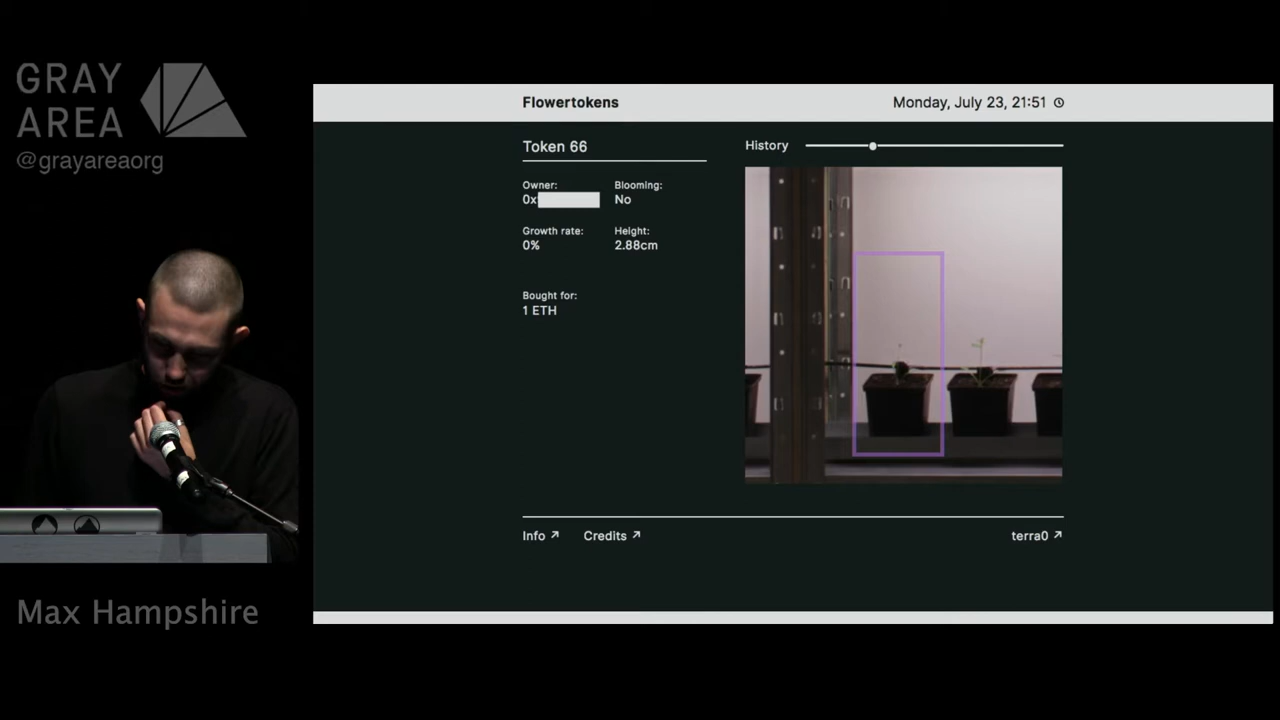 GRAY
AREA
@grayareaorg
Flowertokens
Monday, July 23, 21:51
Token 66
History
Owner:
Blooming:
0x
No
Growth rate:
Height:
0%
2.88cm
Bought for:
1 ETH
Info
Credits
terra0
Max Hampshire